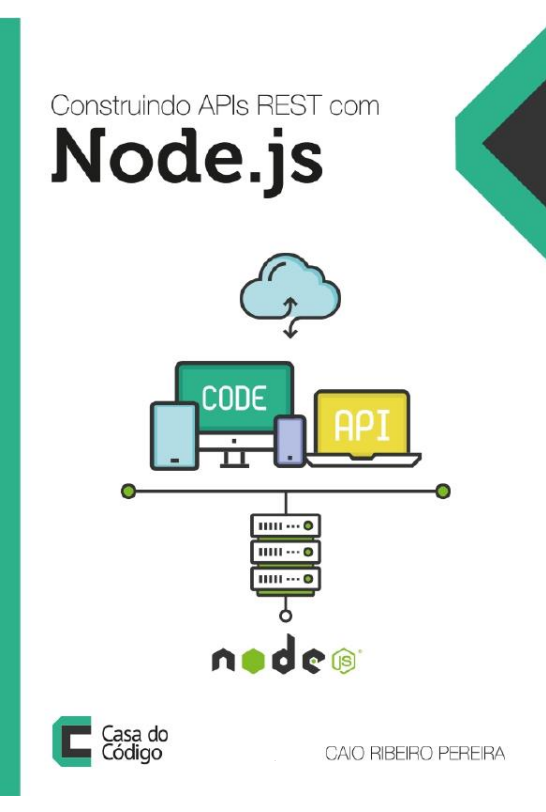 Construindo APIs REST com
Node.js
CODE
API
node
JS
Casa do
Código
CAIO RIBEIRO PEREIRA